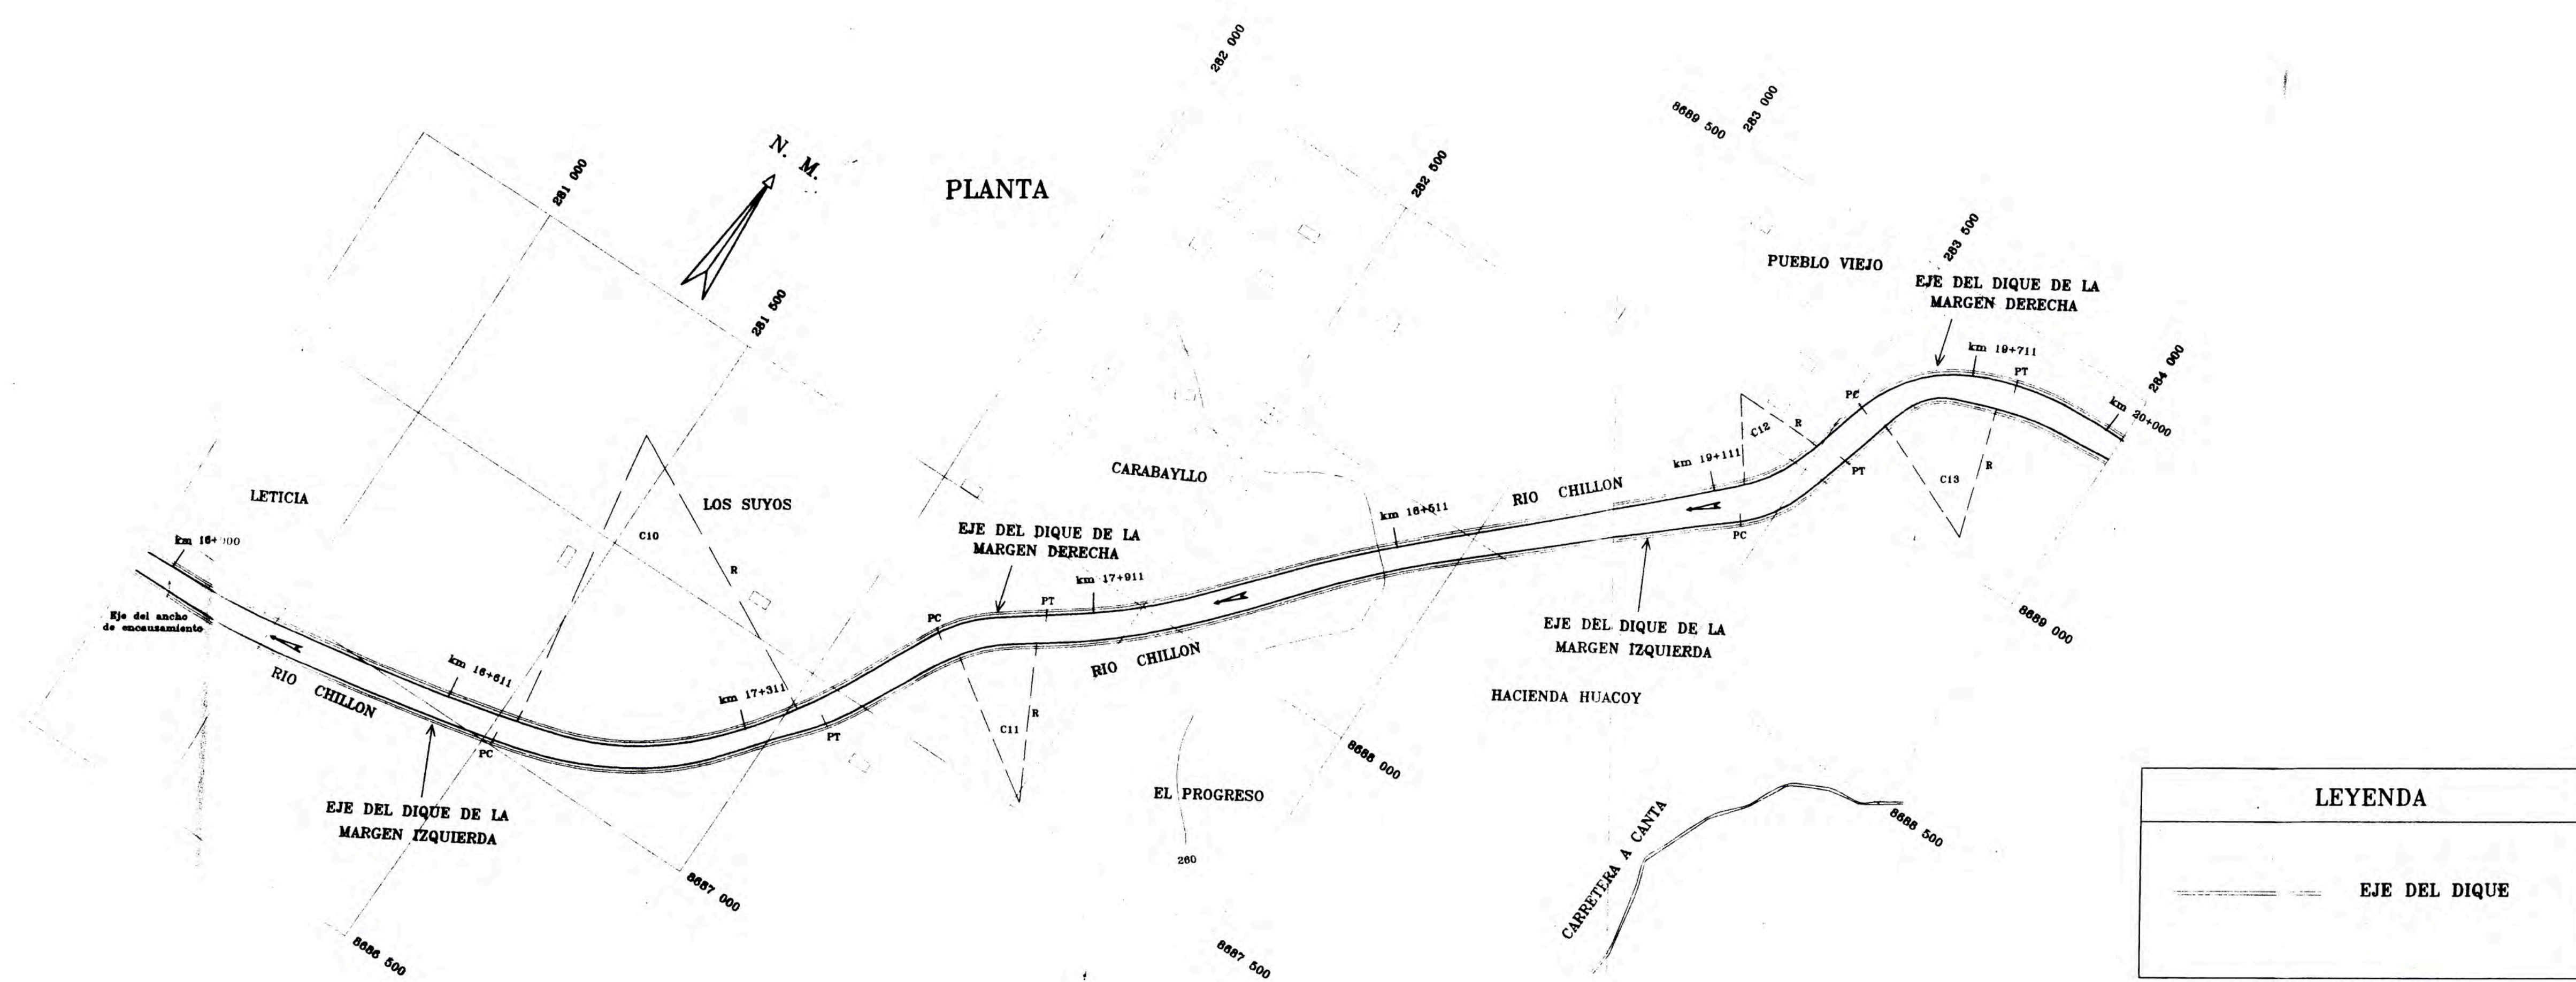 282 000
8689 500
283 000
N. M.
PLANTA
281 000
282 500
283 500
PUEBLO VIEJO
EJE DEL DIQUE DE LA
MARGEN DERECHA
281 500
km 19+711
PT
284 000
PC
km 20+000
C12
R
LETICIA
LOS SUYOS
CARABAYLLO
km 19+111
RIO CHILLON
PT
R
C13
C10
km 16+
EJE DEL DIQUE DE LA
MARGEN DERECHA
km 18+511
PC
R
km 17+911
PT
PC
Eje del ancho
de encausamiento
EJE DEL DIQUE DE LA
MARGEN IZQUIERDA
8689 000
RIO CHILLON
km 16+611
RIO CHILLON
km 17+311
HACIENDA HUACOY
PC
PT
C11
R
8688 000
EJE DEL DIQUE DE LA
MARGEN IZQUIERDA
EL PROGRESO
260
CARRETERA A CANTA
8688 500
8687 000
8686 500
8687 500
LEYENDA
EJE DEL DIQUE